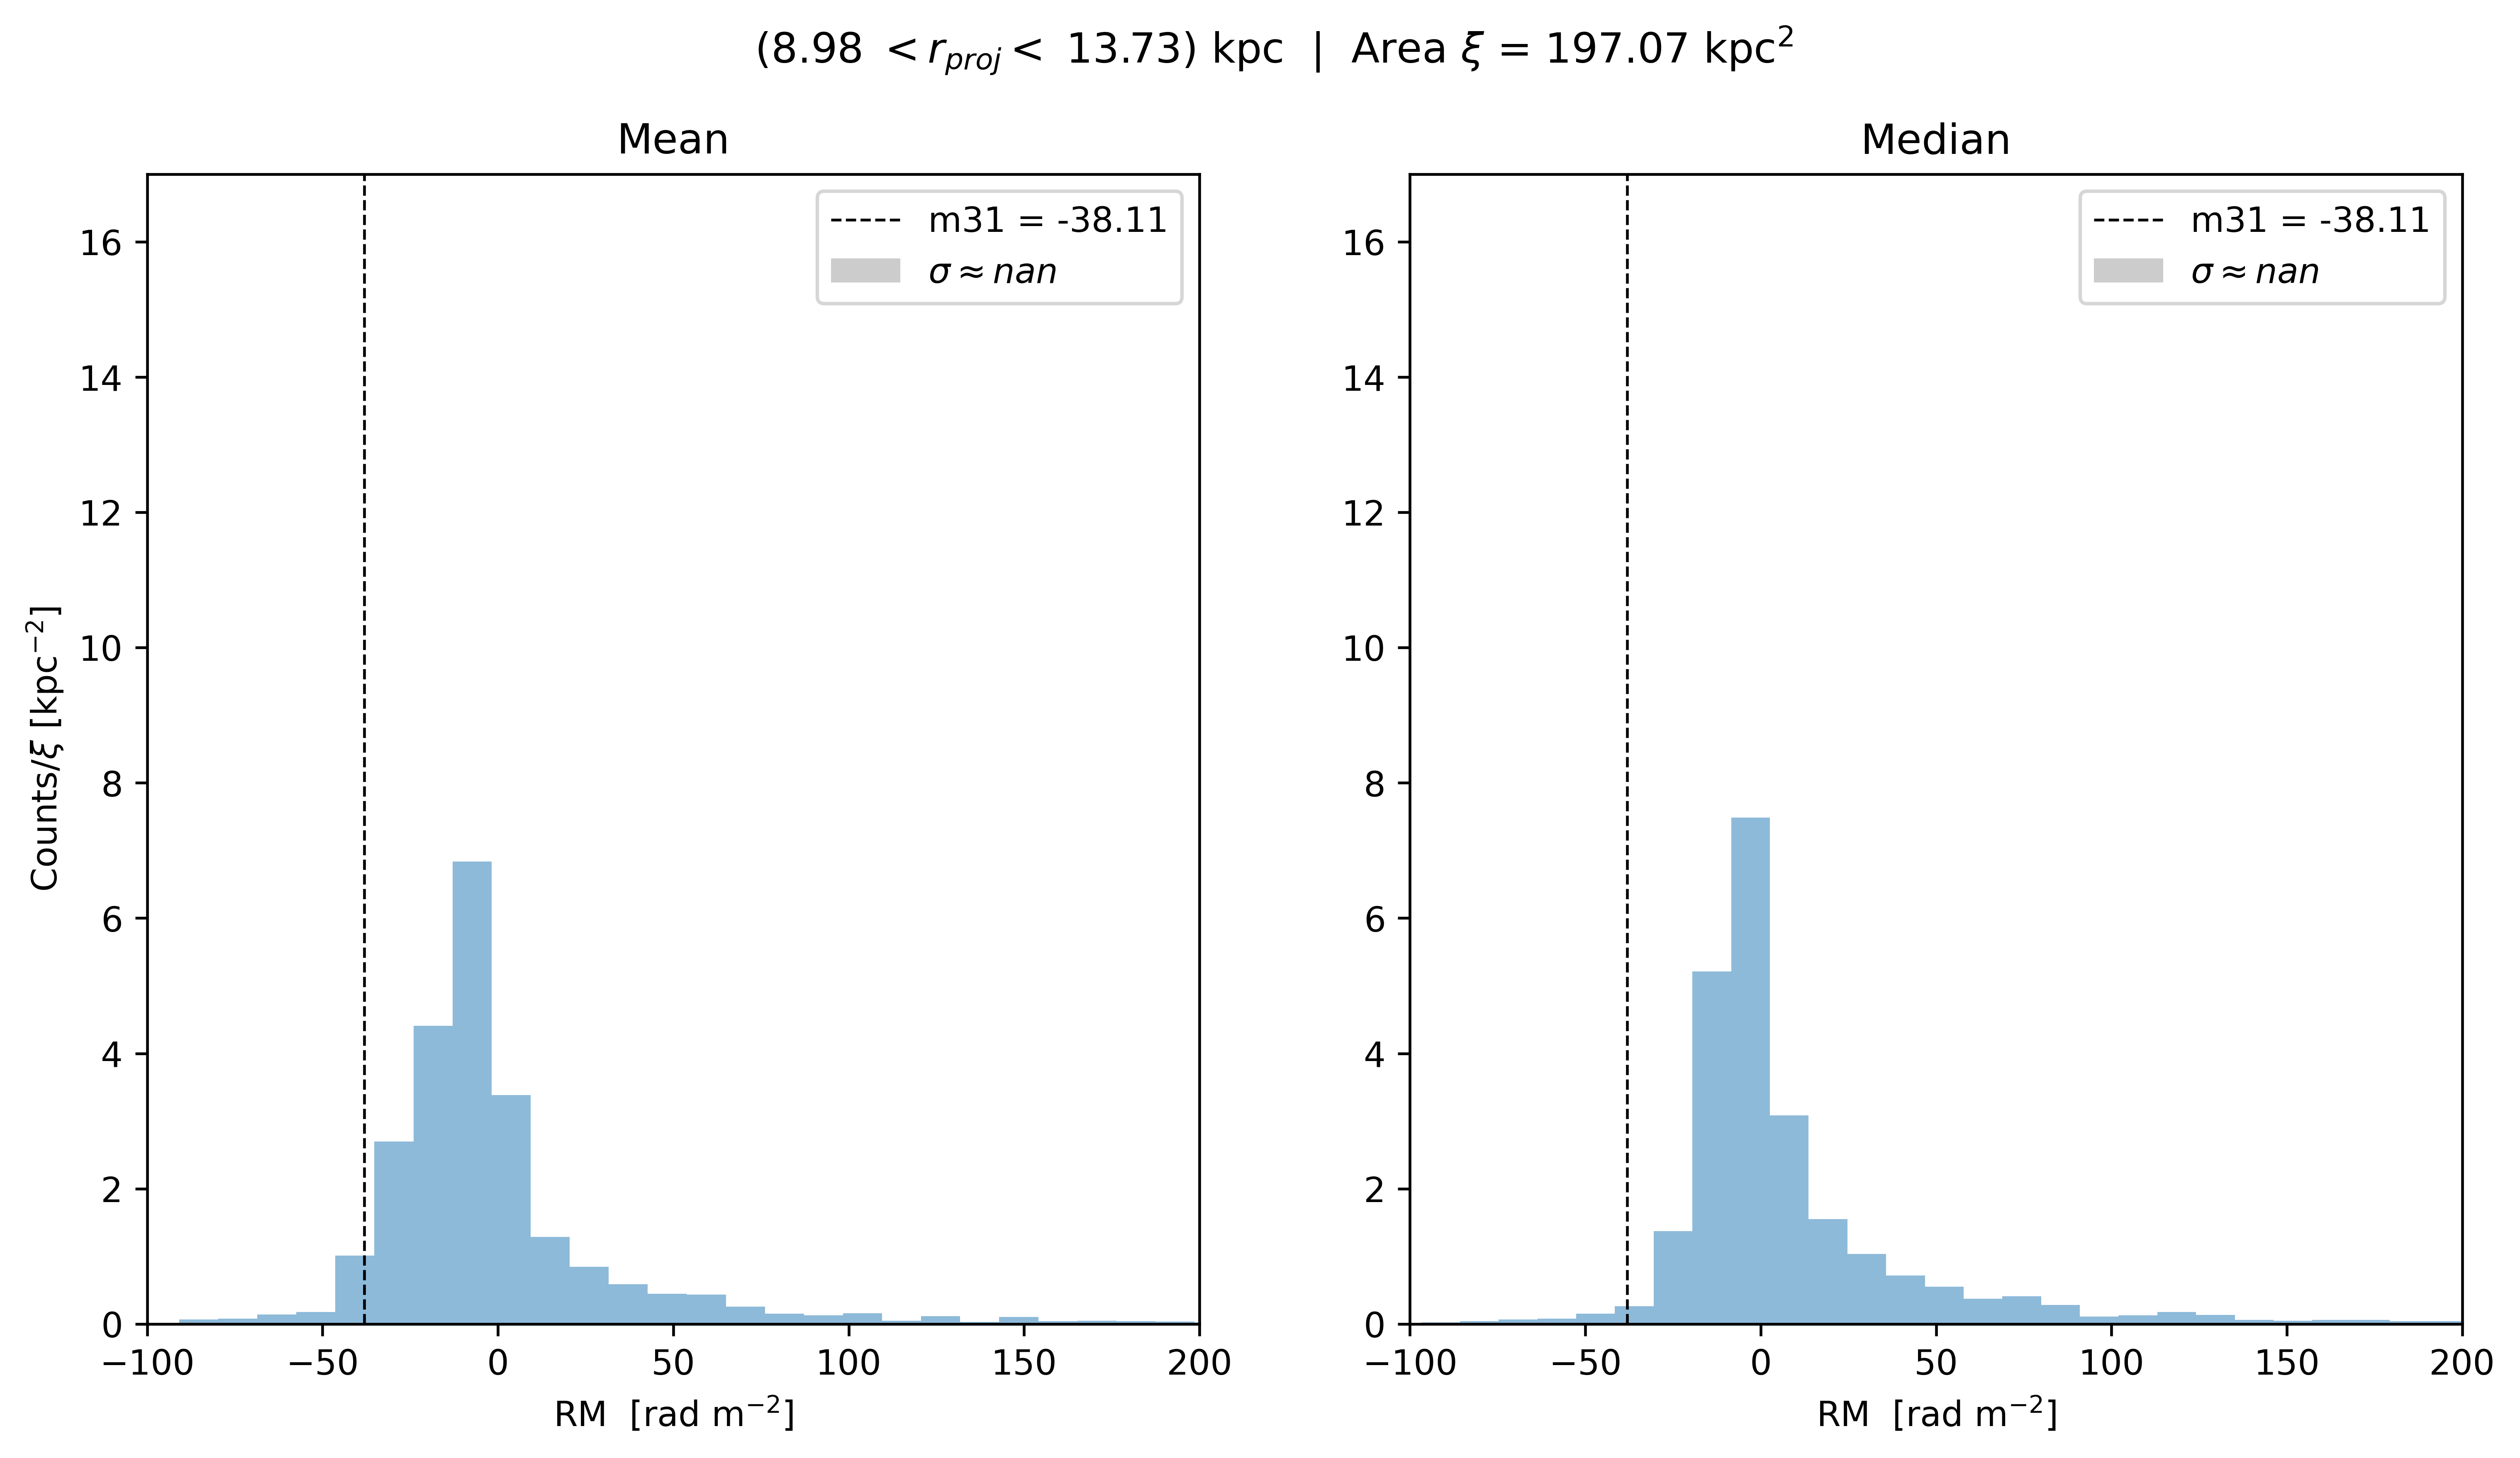 (8.98 < r_proj < 13.73) kpc | Area ξ = 197.07 kpc²
Mean
m31 = -38.11
σ ≈ nan
16
14
12
10
8
6
4
2
0
Counts/ξ [kpc⁻²]
−100 −50 0 50 100 150 200
RM [rad m⁻²]
Median
m31 = -38.11
σ ≈ nan
16
14
12
10
8
6
4
2
0
−100 −50 0 50 100 150 200
RM [rad m⁻²]